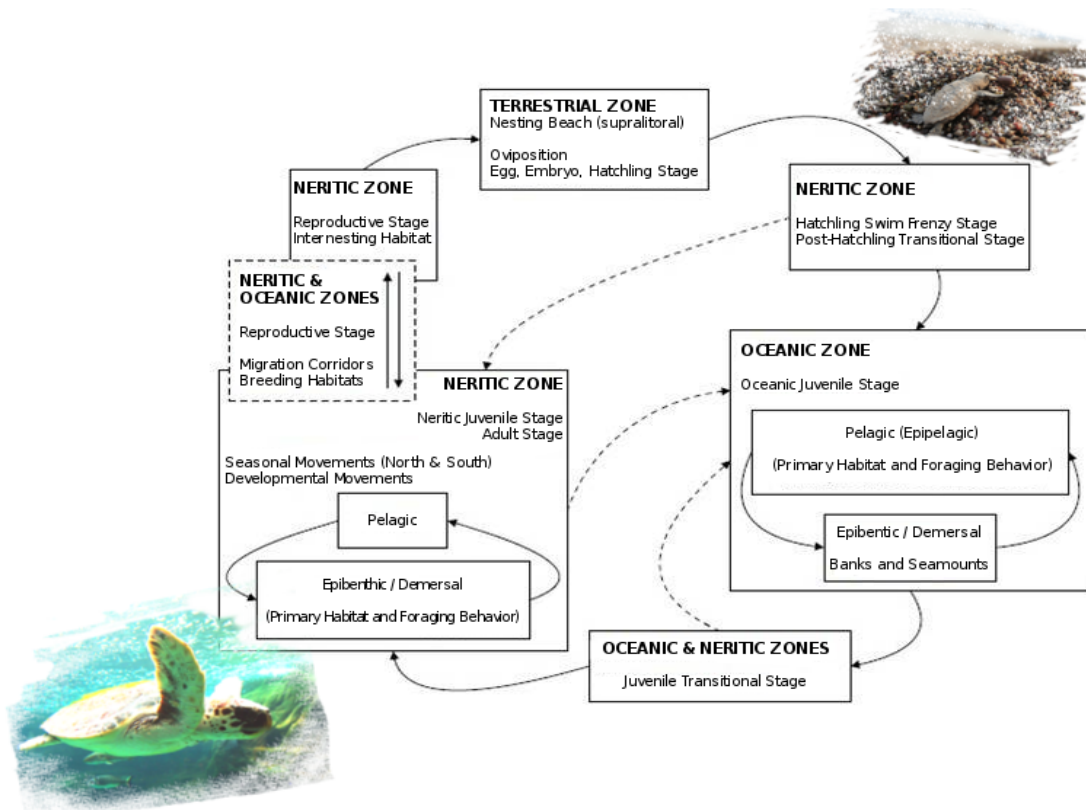 TERRESTRIAL ZONE
Nesting Beach (supralitoral)
Oviposition
Egg, Embryo, Hatchling Stage
NERITIC ZONE
Hatchling Swim Frenzy Stage
Post-Hatchling Transitional Stage
OCEANIC ZONE
Oceanic Juvenile Stage
Pelagic (Epipelagic)
(Primary Habitat and Foraging Behavior)
Epibentic / Demersal
Banks and Seamounts
OCEANIC & NERITIC ZONES
Juvenile Transitional Stage
NERITIC ZONE
Neritic Juvenile Stage
Adult Stage
Seasonal Movements (North & South)
Developmental Movements
Pelagic
Epibenthic / Demersal
(Primary Habitat and Foraging Behavior)
NERITIC &
OCEANIC ZONES
Reproductive Stage
Migration Corridors
Breeding Habitats
NERITIC ZONE
Reproductive Stage
Internesting Habitat